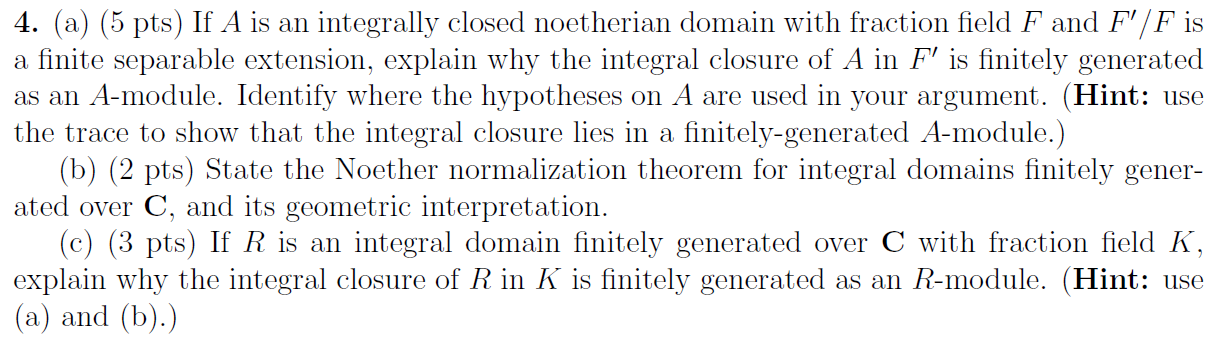 4. (a) (5 pts) If A is an integrally closed noetherian domain with fraction field F and F′/F is
a finite separable extension, explain why the integral closure of A in F′ is finitely generated
as an A-module. Identify where the hypotheses on A are used in your argument. (Hint: use
the trace to show that the integral closure lies in a finitely-generated A-module.)
(b) (2 pts) State the Noether normalization theorem for integral domains finitely gener-
ated over C, and its geometric interpretation.
(c) (3 pts) If R is an integral domain finitely generated over C with fraction field K,
explain why the integral closure of R in K is finitely generated as an R-module. (Hint: use
(a) and (b).)